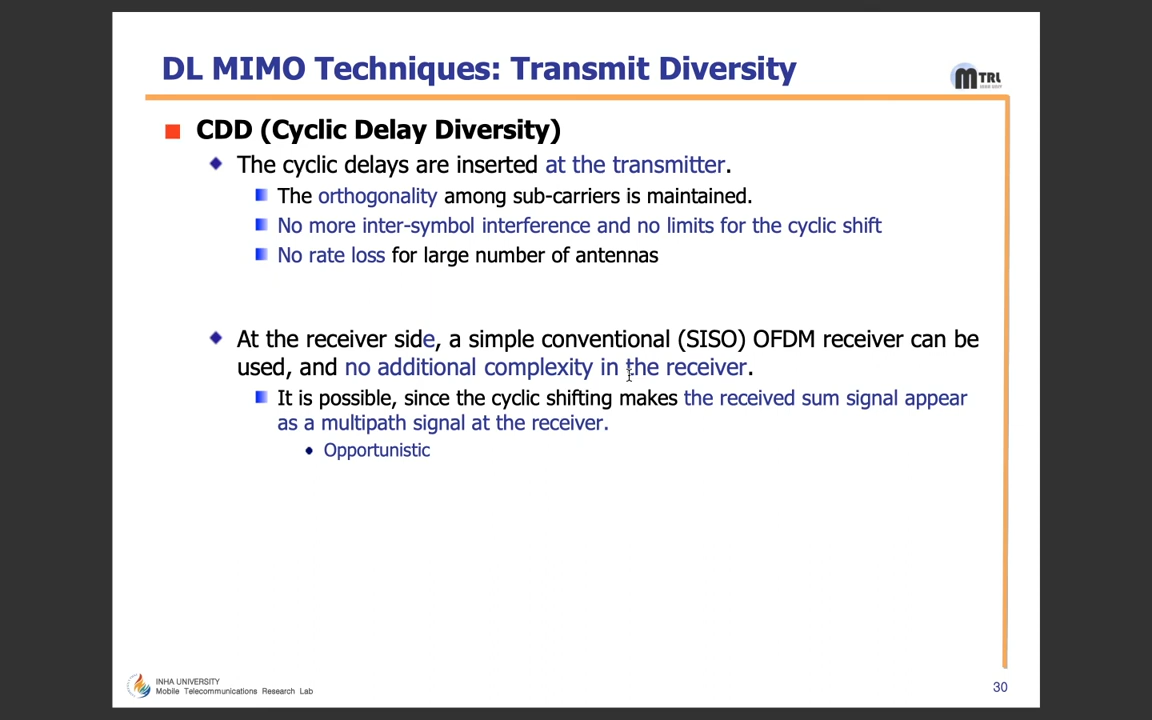 DL MIMO Techniques: Transmit Diversity
MTRL
CDD (Cyclic Delay Diversity)
The cyclic delays are inserted at the transmitter.
The orthogonality among sub-carriers is maintained.
No more inter-symbol interference and no limits for the cyclic shift
No rate loss for large number of antennas
At the receiver side, a simple conventional (SISO) OFDM receiver can be
used, and no additional complexity in the receiver.
It is possible, since the cyclic shifting makes the received sum signal appear
as a multipath signal at the receiver.
Opportunistic
INHA UNIVERSITY
Mobile Telecommunications Research Lab
30